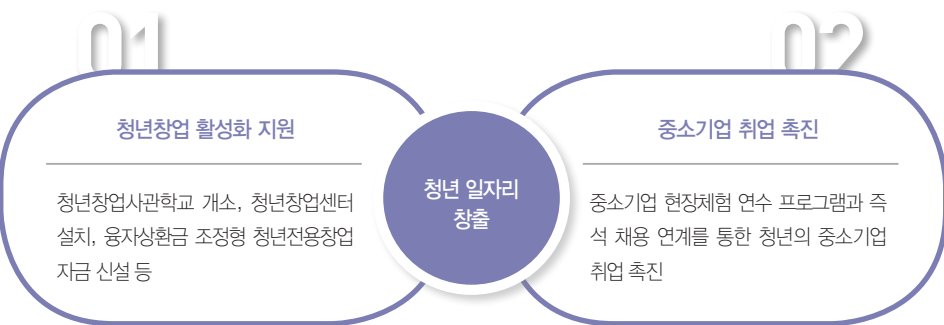 01
청년창업 활성화 지원
청년창업사관학교 개소, 청년창업센터
설치, 융자상환금 조정형 청년전용창업
자금 신설 등
청년 일자리
창출
02
중소기업 취업 촉진
중소기업 현장체험 연수 프로그램과 즉
석 채용 연계를 통한 청년의 중소기업
취업 촉진